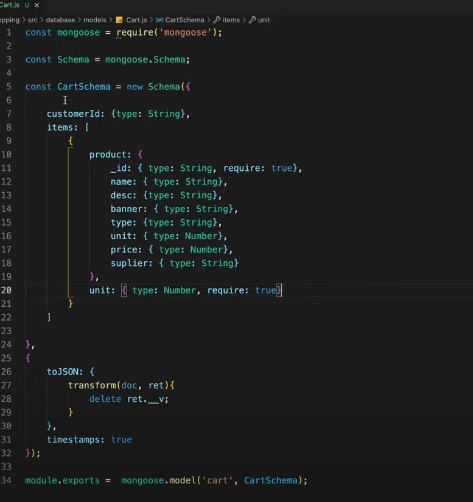 Cart.js U X
opping > src > database > models > Cart.js > CartSchema > items > unit
1 const mongoose = require('mongoose');
2
3 const Schema = mongoose.Schema;
4
5 const CartSchema = new Schema({
6
7 customerId: {type: String},
8 items: [
9 {
10 product: {
11 _id: { type: String, require: true},
12 name: { type: String},
13 desc: {type: String},
14 banner: { type: String},
15 type: {type: String},
16 unit: { type: Number},
17 price: { type: Number},
18 suplier: { type: String}
19 },
20 unit: { type: Number, require: true}
21 }
22 ]
23
24 },
25 {
26 toJSON: {
27 transform(doc, ret){
28 delete ret.__v;
29 }
30 },
31 timestamps: true
32 });
33
34 module.exports = mongoose.model('cart', CartSchema);